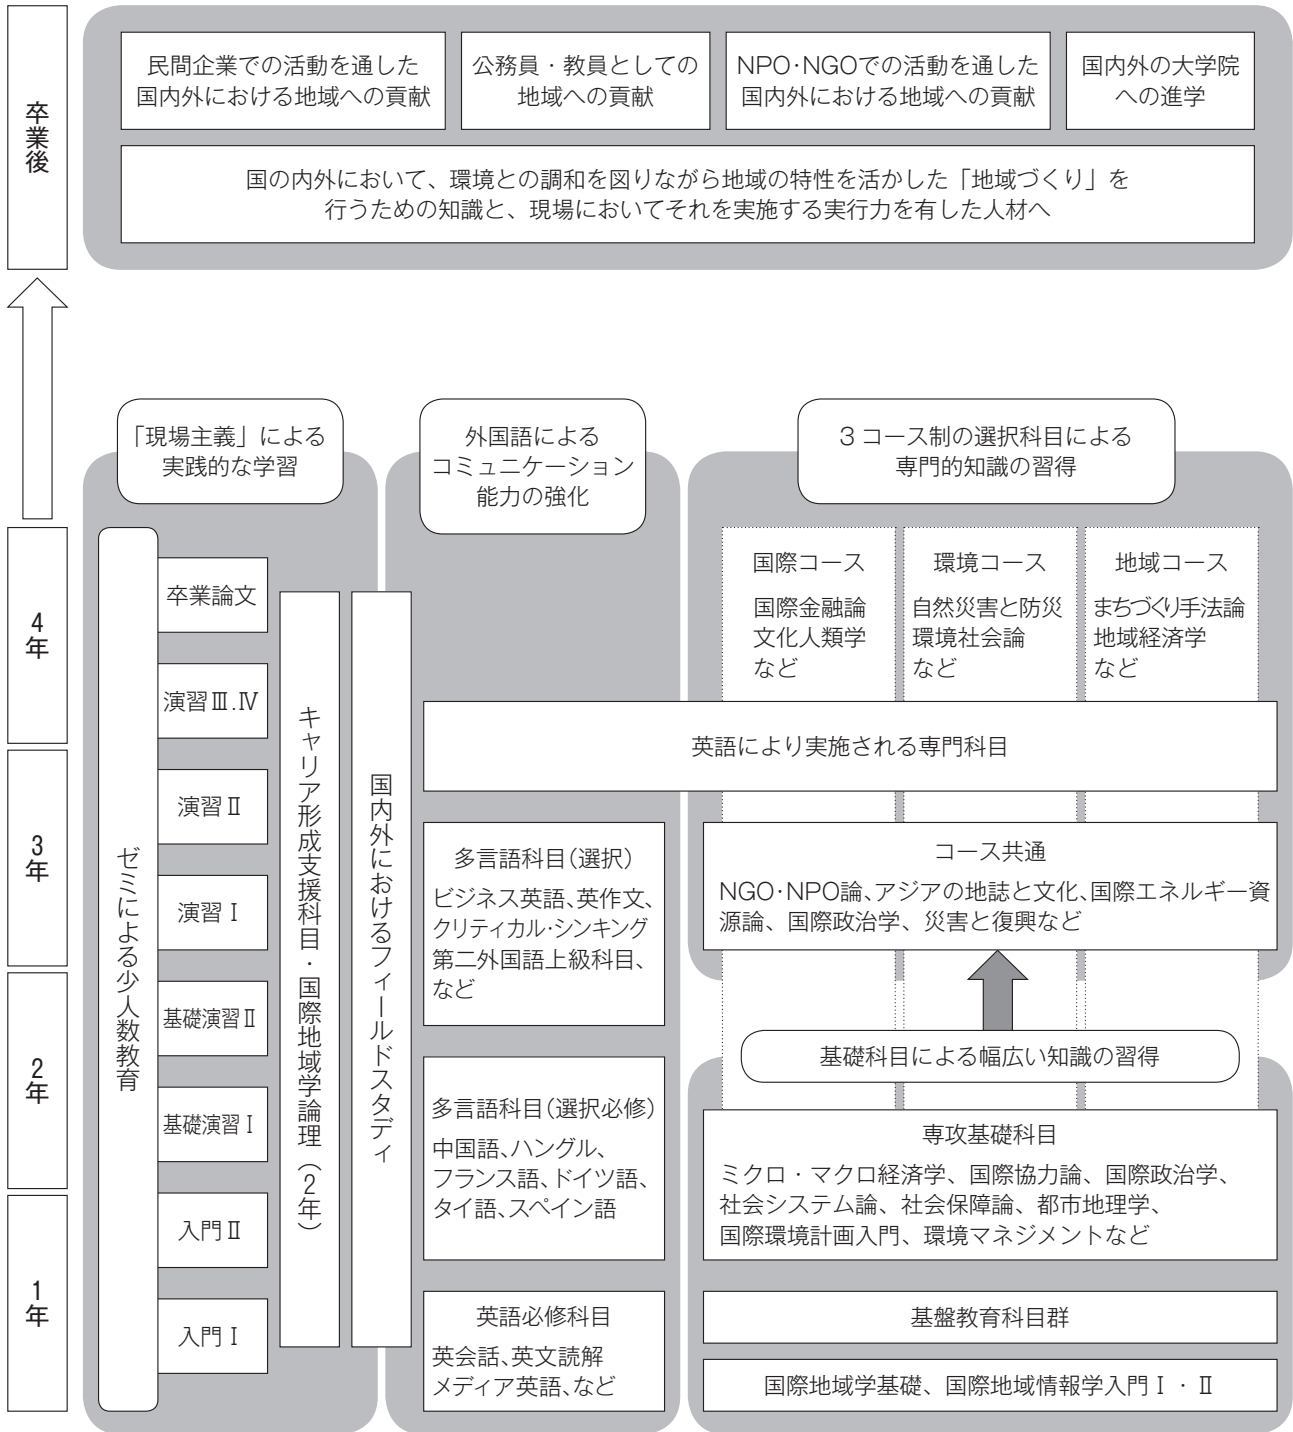 卒業後
民間企業での活動を通した
国内外における地域への貢献
公務員・教員としての
地域への貢献
NPO・NGOでの活動を通した
国内外における地域への貢献
国内外の大学院
への進学
国の内外において、環境との調和を図りながら地域の特性を活かした「地域づくり」を
行うための知識と、現場においてそれを実施する実行力を有した人材へ
4年
3年
2年
1年
「現場主義」による
実践的な学習
ゼミによる少人数教育
卒業論文
演習Ⅲ.Ⅳ
演習Ⅱ
演習Ⅰ
基礎演習Ⅱ
基礎演習Ⅰ
入門Ⅱ
入門Ⅰ
キャリア形成支援科目・国際地域学論理（2年）
国内外におけるフィールドスタディ
外国語による
コミュニケーション
能力の強化
多言語科目（選択）
ビジネス英語、英作文、
クリティカル・シンキング
第二外国語上級科目、
など
多言語科目（選択必修）
中国語、ハングル、
フランス語、ドイツ語、
タイ語、スペイン語
英語必修科目
英会話、英文読解
メディア英語、など
3コース制の選択科目による
専門的知識の習得
国際コース
国際金融論
文化人類学
など
環境コース
自然災害と防災
環境社会論
など
地域コース
まちづくり手法論
地域経済学
など
英語により実施される専門科目
コース共通
NGO・NPO論、アジアの地誌と文化、国際エネルギー資
源論、国際政治学、災害と復興など
基礎科目による幅広い知識の習得
専攻基礎科目
ミクロ・マクロ経済学、国際協力論、国際政治学、
社会システム論、社会保障論、都市地理学、
国際環境計画入門、環境マネジメントなど
基盤教育科目群
国際地域学基礎、国際地域情報学入門Ⅰ・Ⅱ